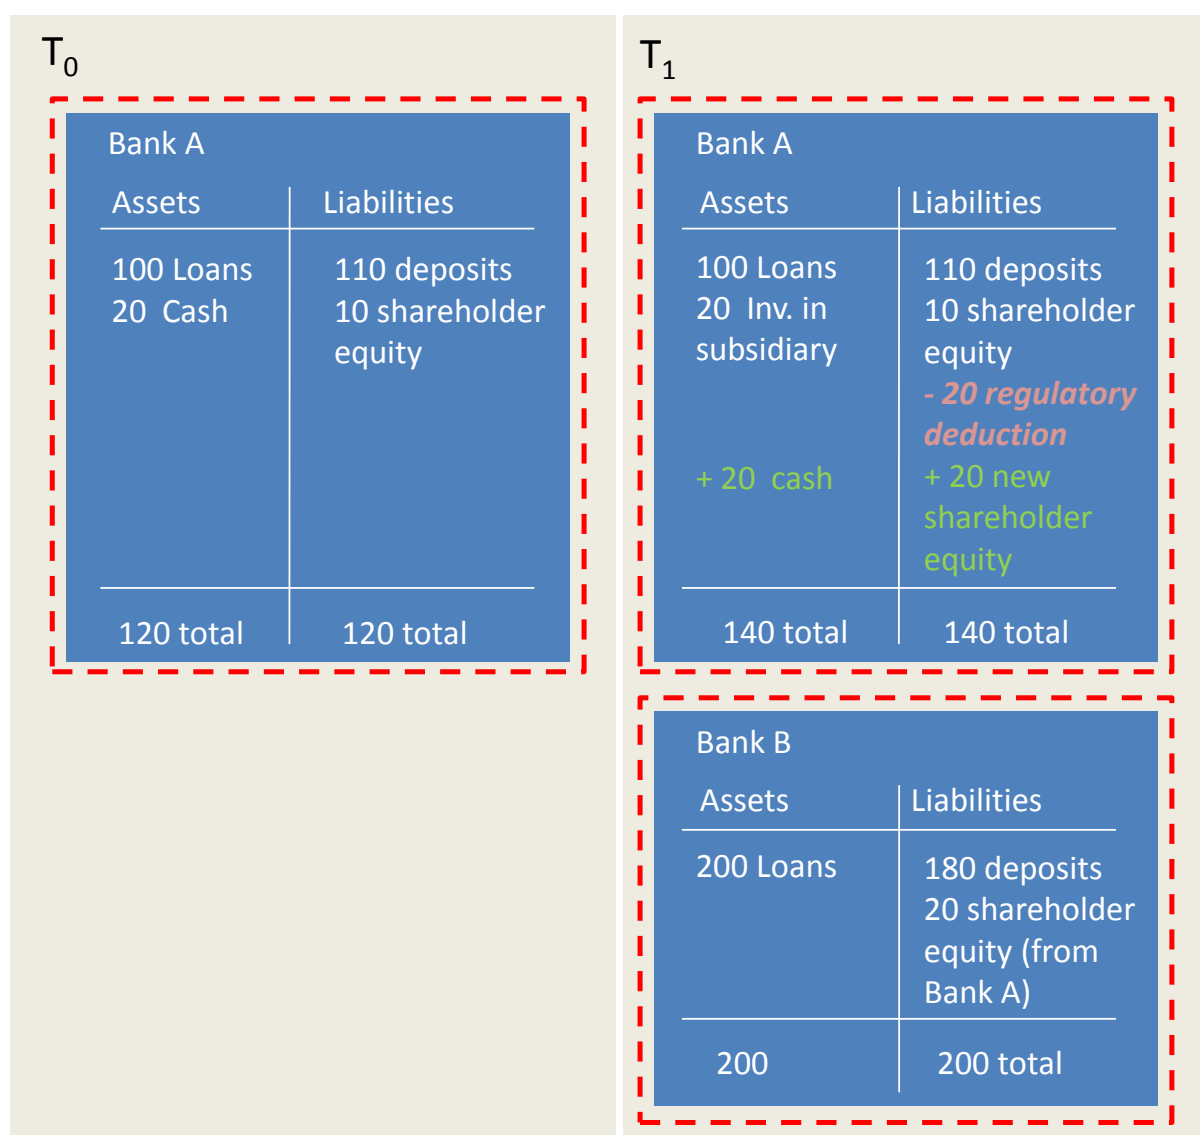 T0
Bank A
Assets Liabilities
100 Loans 110 deposits
20 Cash 10 shareholder
equity
120 total 120 total
T1
Bank A
Assets Liabilities
100 Loans 110 deposits
20 Inv. in 10 shareholder
subsidiary equity
- 20 regulatory
deduction
+ 20 cash + 20 new
shareholder
equity
140 total 140 total
Bank B
Assets Liabilities
200 Loans 180 deposits
20 shareholder
equity (from
Bank A)
200 200 total